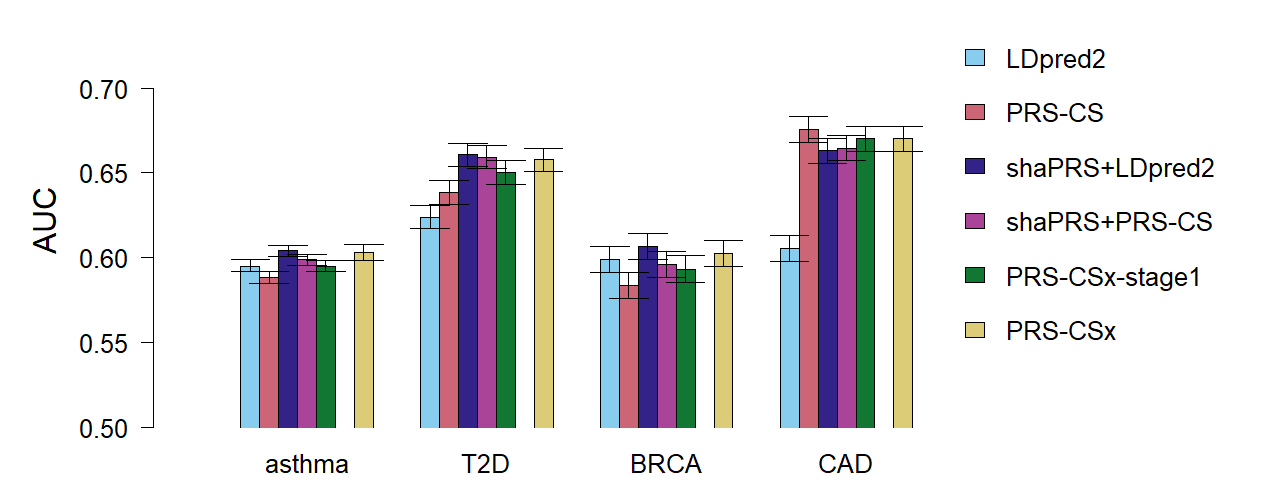 AUC
0.70
0.65
0.60
0.55
0.50
asthma
T2D
BRCA
CAD
LDpred2
PRS-CS
shaPRS+LDpred2
shaPRS+PRS-CS
PRS-CSx-stage1
PRS-CSx